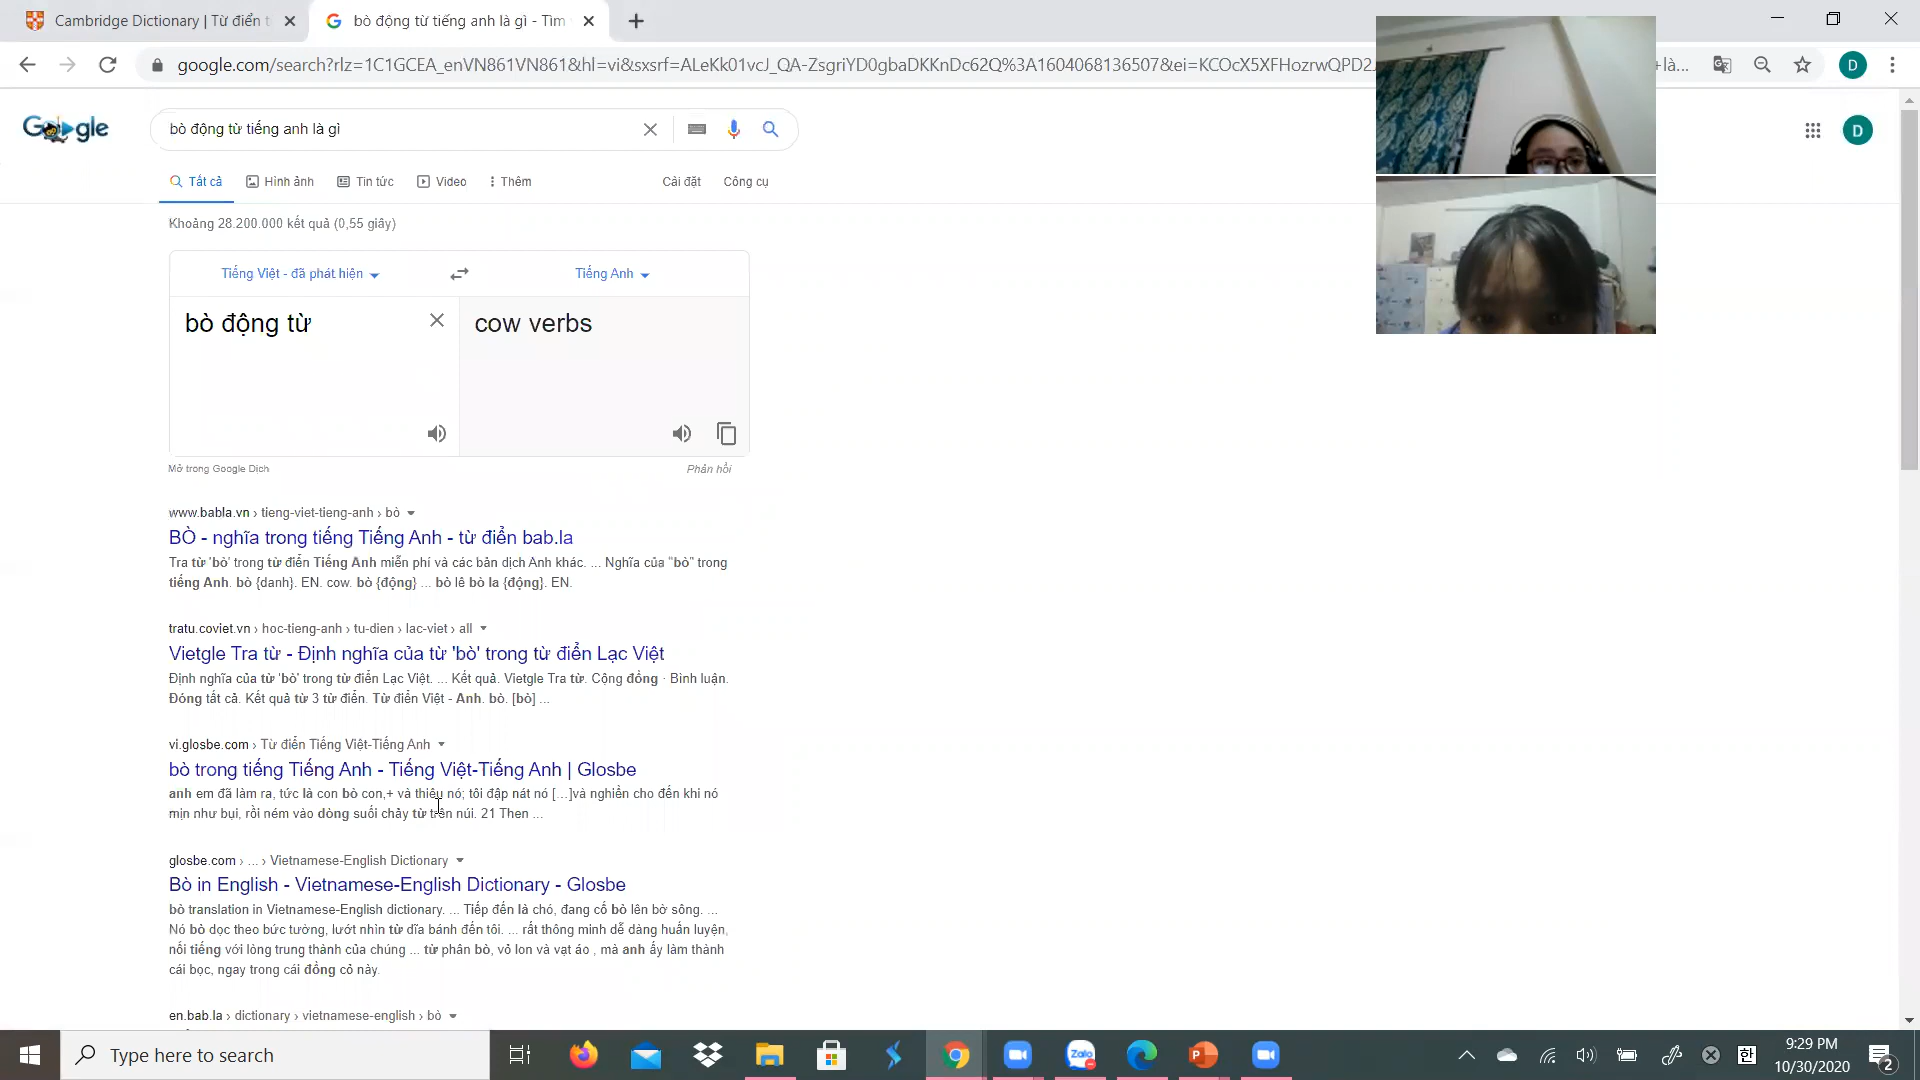 Cambridge Dictionary | Từ điển t
bò động từ tiếng anh là gì - Tìm
google.com/search?rlz=1C1GCEA_enVN861VN861&hl=vi&sxsrf=ALeKk01vcJ_QA-ZsgriYD0gbaDKKnDc62Q%3A1604068136507&ei=KCOcX5XFHozrwQPD2J
+là...
D
bò động từ tiếng anh là gì
D
Tất cả
Hình ảnh
Tin tức
Video
Thêm
Cài đặt
Công cụ
Khoảng 28.200.000 kết quả (0,55 giây)
Tiếng Việt - đã phát hiện
Tiếng Anh
bò động từ
cow verbs
Mở trong Google Dịch
Phản hồi
www.babla.vn › tieng-viet-tieng-anh › bò
BÒ - nghĩa trong tiếng Tiếng Anh - từ điển bab.la
Tra từ 'bò' trong từ điển Tiếng Anh miễn phí và các bản dịch Anh khác. ... Nghĩa của "bò" trong
tiếng Anh. bò {danh}. EN. cow. bò {động} ... bò lê bò la {động}. EN.
tratu.coviet.vn › hoc-tieng-anh › tu-dien › lac-viet › all
Vietgle Tra từ - Định nghĩa của từ 'bò' trong từ điển Lạc Việt
Định nghĩa của từ 'bò' trong từ điển Lạc Việt. ... Kết quả. Vietgle Tra từ. Cộng đồng · Bình luận.
Đóng tất cả. Kết quả từ 3 từ điển. Từ điển Việt - Anh. bò. [bò] ...
vi.glosbe.com › Từ điển Tiếng Việt-Tiếng Anh
bò trong tiếng Tiếng Anh - Tiếng Việt-Tiếng Anh | Glosbe
anh em đã làm ra, tức là con bò con,+ và thiêu nó; tôi đập nát nó [...]và nghiền cho đến khi nó
mịn như bụi, rồi ném vào dòng suối chảy từ trên núi. 21 Then ...
glosbe.com › ... › Vietnamese-English Dictionary
Bò in English - Vietnamese-English Dictionary - Glosbe
bò translation in Vietnamese-English dictionary. ... Tiếp đến là chó, đang cố bò lên bờ sông. ...
Nó bò dọc theo bức tường, lướt nhìn từ dĩa bánh đến tôi. ... rất thông minh dễ dàng huấn luyện,
nổi tiếng với lòng trung thành của chúng ... từ phân bò, vỏ lon và vạt áo , mà anh ấy làm thành
cái bọc, ngay trong cái đồng cỏ này.
en.bab.la › dictionary › vietnamese-english › bò
Type here to search
Zalo
한
9:29 PM
10/30/2020
2